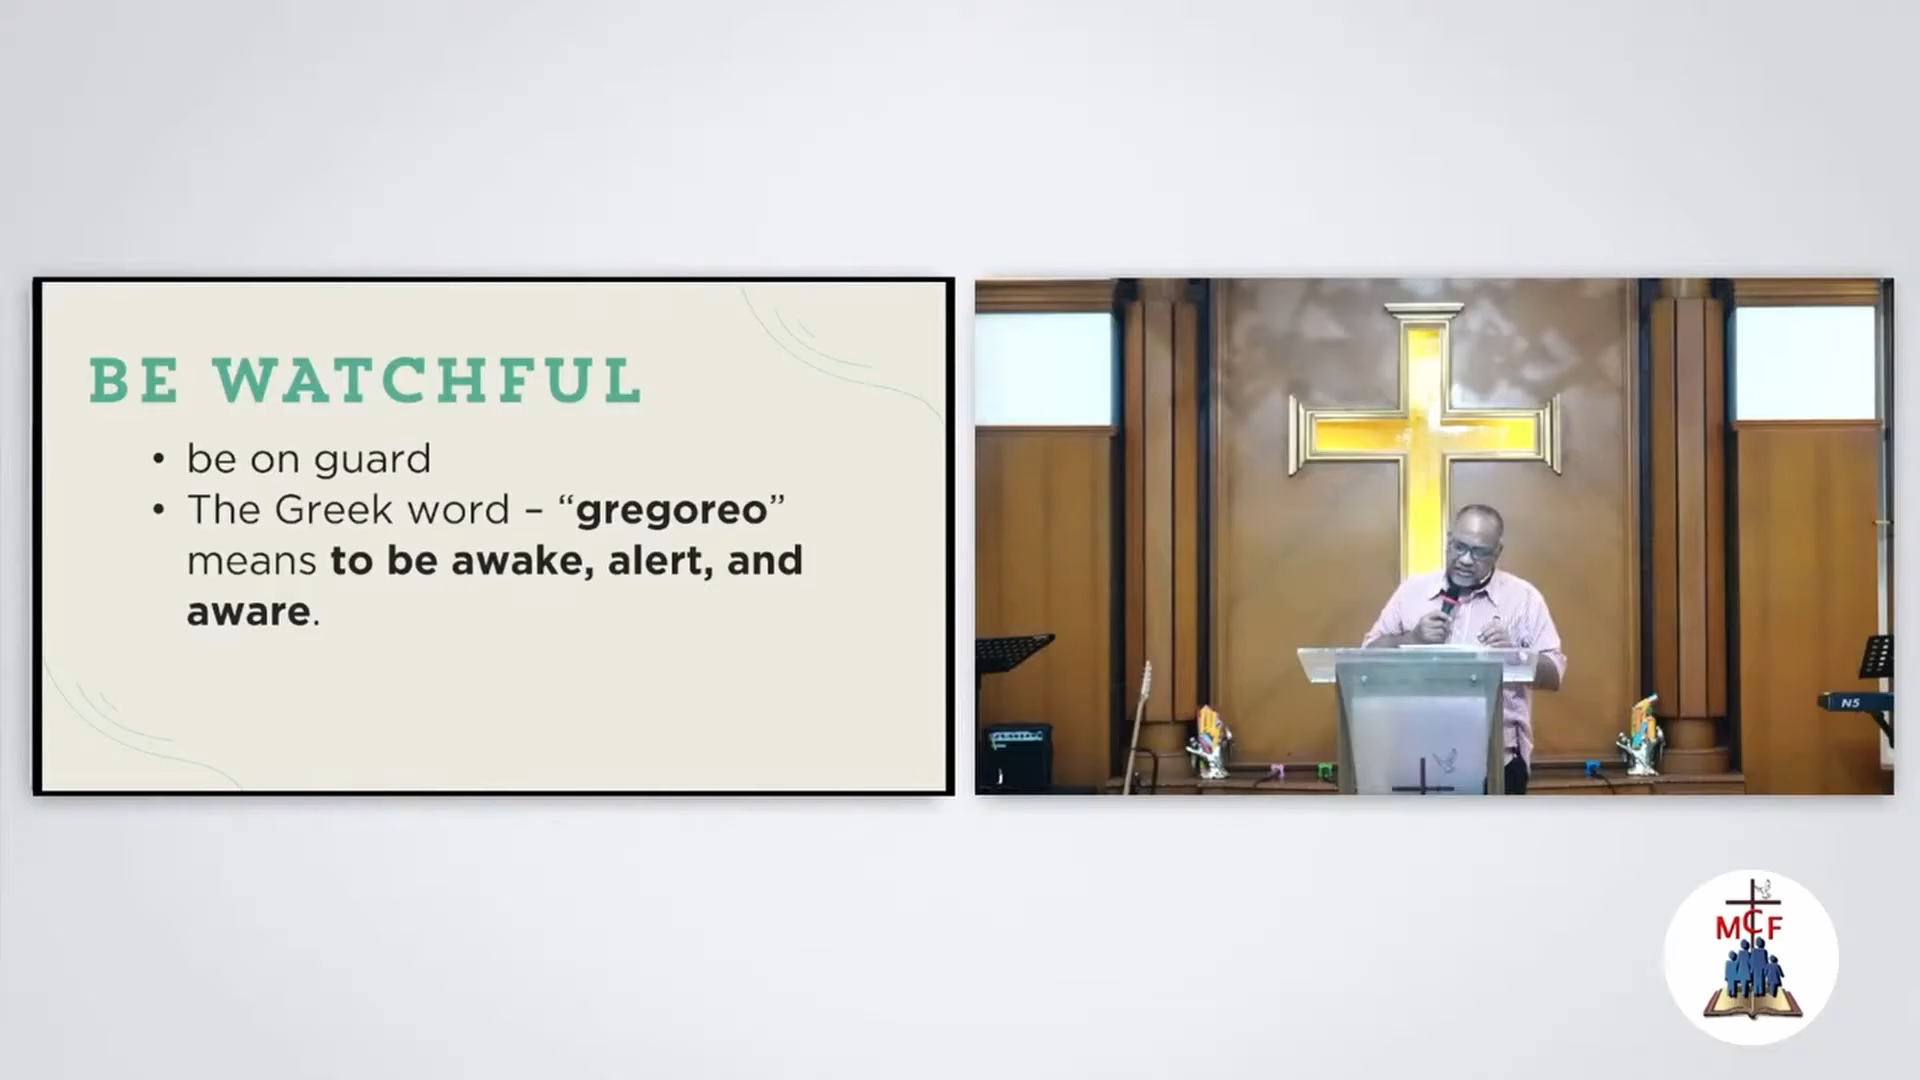 BE WATCHFUL
• be on guard
• The Greek word – “gregoreo”
means to be awake, alert, and
aware.
N5
MCF